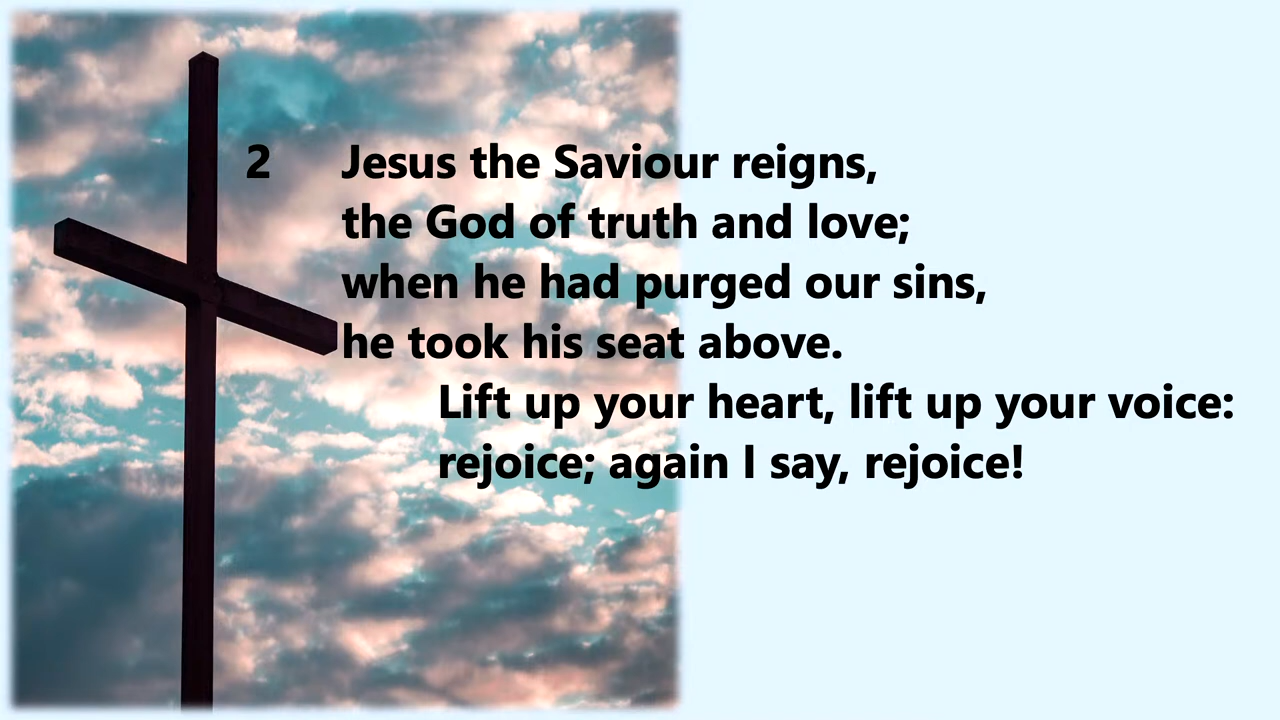 2 Jesus the Saviour reigns,
the God of truth and love;
when he had purged our sins,
he took his seat above.
Lift up your heart, lift up your voice:
rejoice; again I say, rejoice!